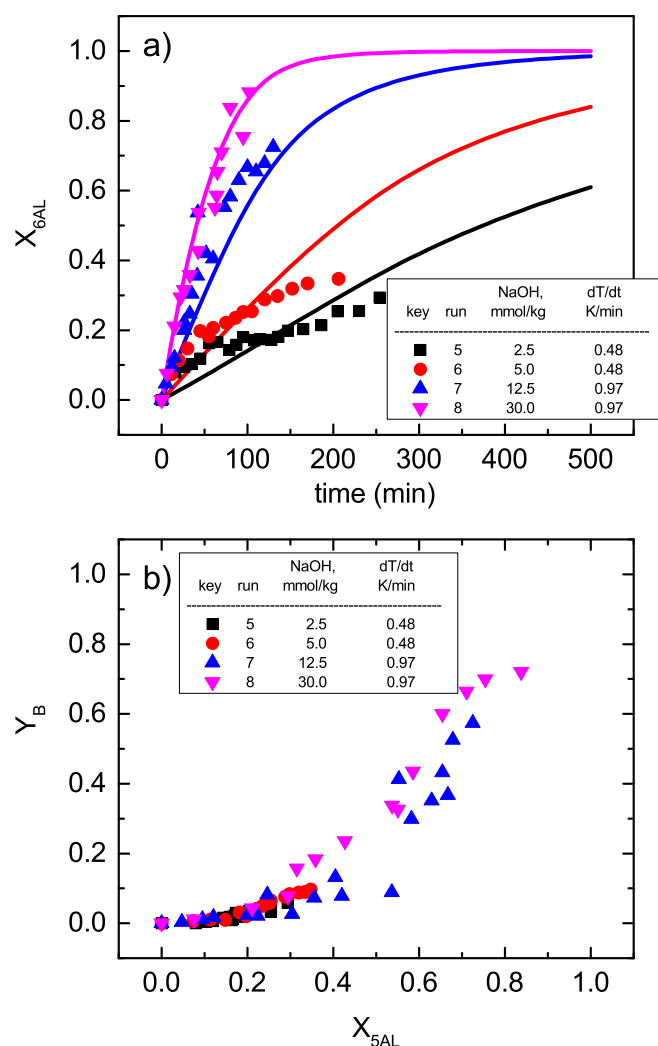 a)
1.0
0.8
0.6
0.4
0.2
0.0
X6AL
NaOH, dT/dt
key run mmol/kg K/min
5 2.5 0.48
6 5.0 0.48
7 12.5 0.97
8 30.0 0.97
0 100 200 300 400 500
time (min)
b)
1.0
0.8
0.6
0.4
0.2
0.0
YB
NaOH, dT/dt
key run mmol/kg K/min
5 2.5 0.48
6 5.0 0.48
7 12.5 0.97
8 30.0 0.97
0.0 0.2 0.4 0.6 0.8 1.0
X5AL